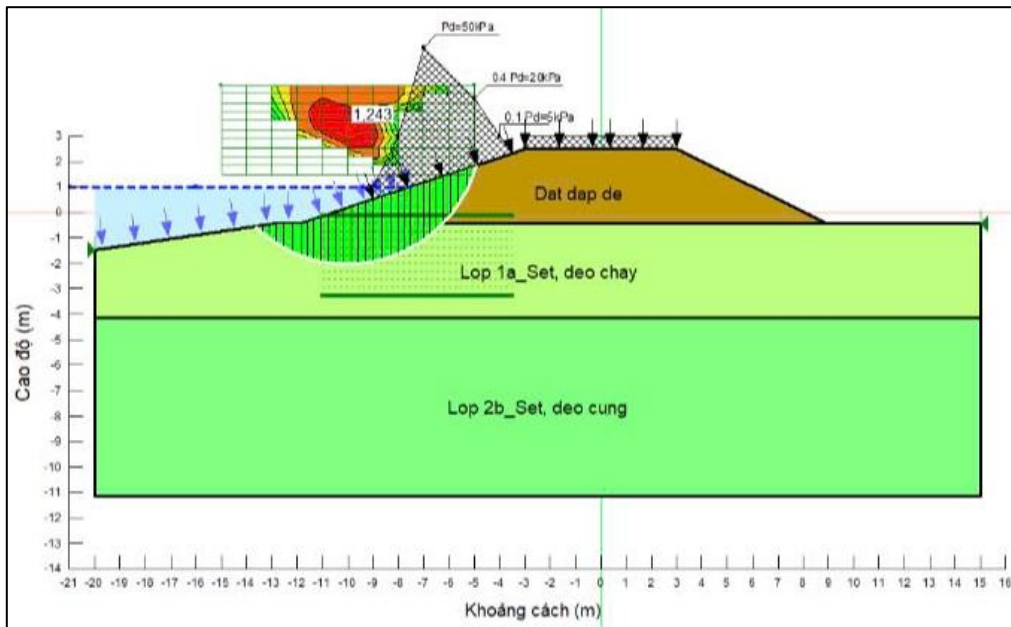 Pd=50kPa
0.4 Pd=20kPa
1,243
0.1 Pd=5kPa
Dat dap de
Lop 1a_Set, deo chay
Lop 2b_Set, deo cung
Cao độ (m)
3
2
1
0
-1
-2
-3
-4
-5
-6
-7
-8
-9
-10
-11
-12
-13
-14
-21 -20 -19 -18 -17 -16 -15 -14 -13 -12 -11 -10 -9 -8 -7 -6 -5 -4 -3 -2 -1 0 1 2 3 4 5 6 7 8 9 10 11 12 13 14 15 16
Khoảng cách (m)